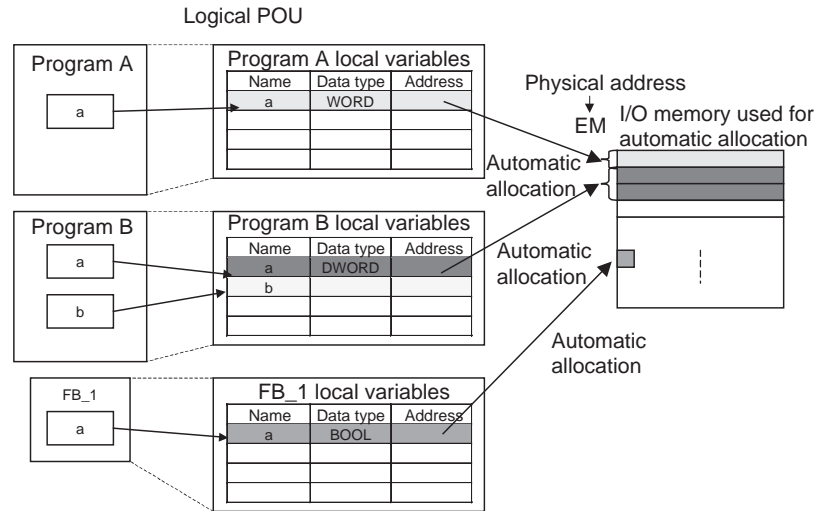 Logical POU
Program A
a
Program A local variables
Name Data type Address
a WORD
Physical address
EM
I/O memory used for
automatic allocation
Automatic
allocation
Program B
a
b
Program B local variables
Name Data type Address
a DWORD
b
Automatic
allocation
Automatic
allocation
FB_1
a
FB_1 local variables
Name Data type Address
a BOOL